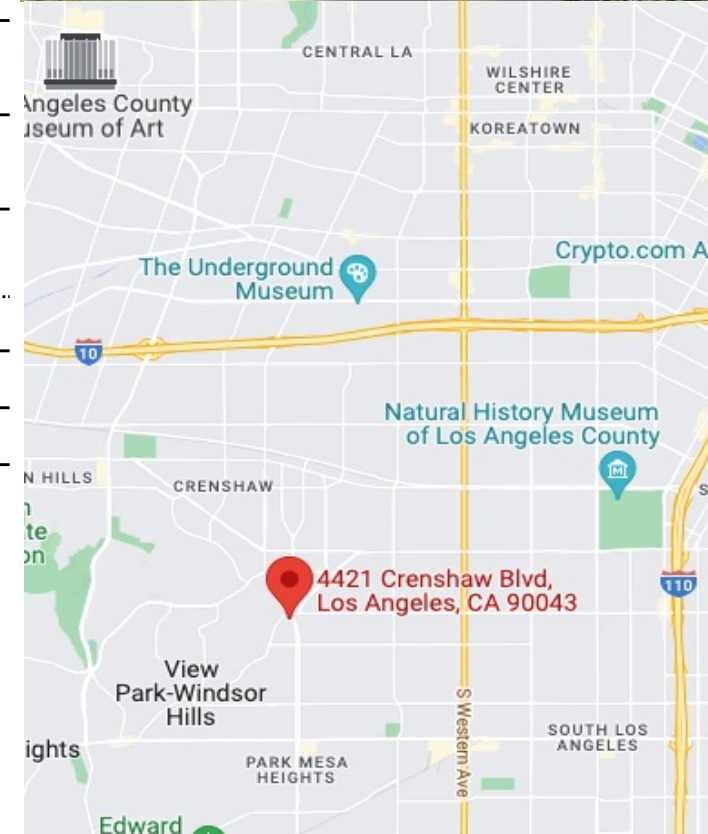 CENTRAL LA
WILSHIRE
CENTER
Angeles County
useum of Art
KOREATOWN
Crypto.com A
The Underground
Museum
10
Natural History Museum
of Los Angeles County
N HILLS
CRENSHAW
S
n
te
on
4421 Crenshaw Blvd,
Los Angeles, CA 90043
110
View
Park-Windsor
Hills
S Western Ave
SOUTH LOS
ANGELES
ights
PARK MESA
HEIGHTS
Edward